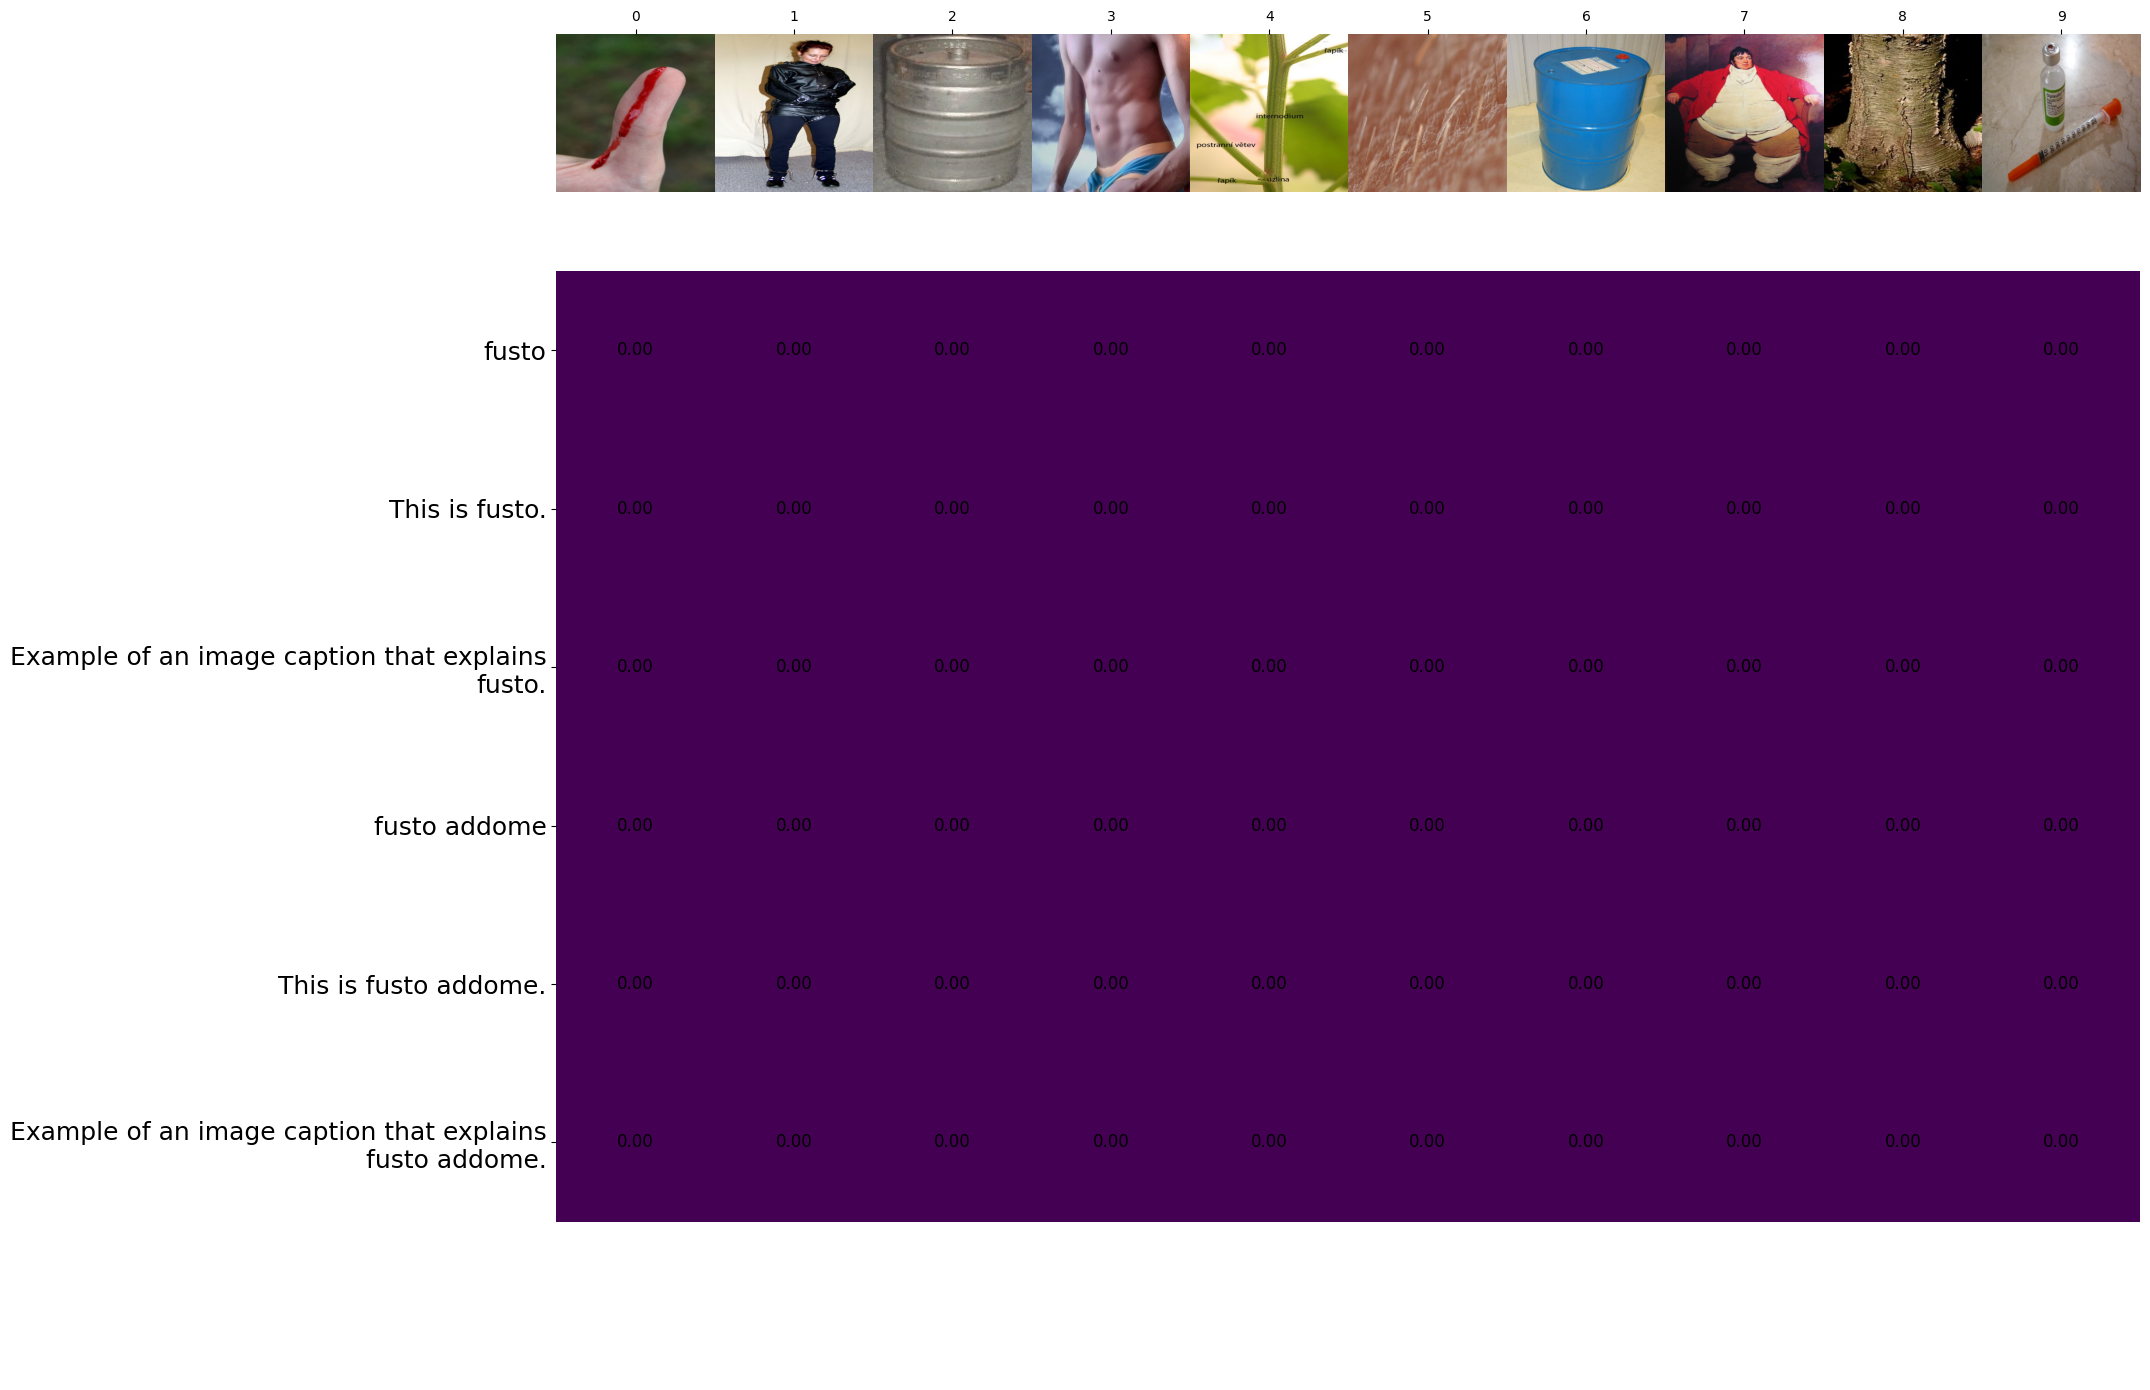 0 1 2 3 4 5 6 7 8 9
řapík
internodium
postranní větev
řapík
uzlina
fusto
0.00 0.00 0.00 0.00 0.00 0.00 0.00 0.00 0.00 0.00
This is fusto.
0.00 0.00 0.00 0.00 0.00 0.00 0.00 0.00 0.00 0.00
Example of an image caption that explains
fusto.
0.00 0.00 0.00 0.00 0.00 0.00 0.00 0.00 0.00 0.00
fusto addome
0.00 0.00 0.00 0.00 0.00 0.00 0.00 0.00 0.00 0.00
This is fusto addome.
0.00 0.00 0.00 0.00 0.00 0.00 0.00 0.00 0.00 0.00
Example of an image caption that explains
fusto addome.
0.00 0.00 0.00 0.00 0.00 0.00 0.00 0.00 0.00 0.00